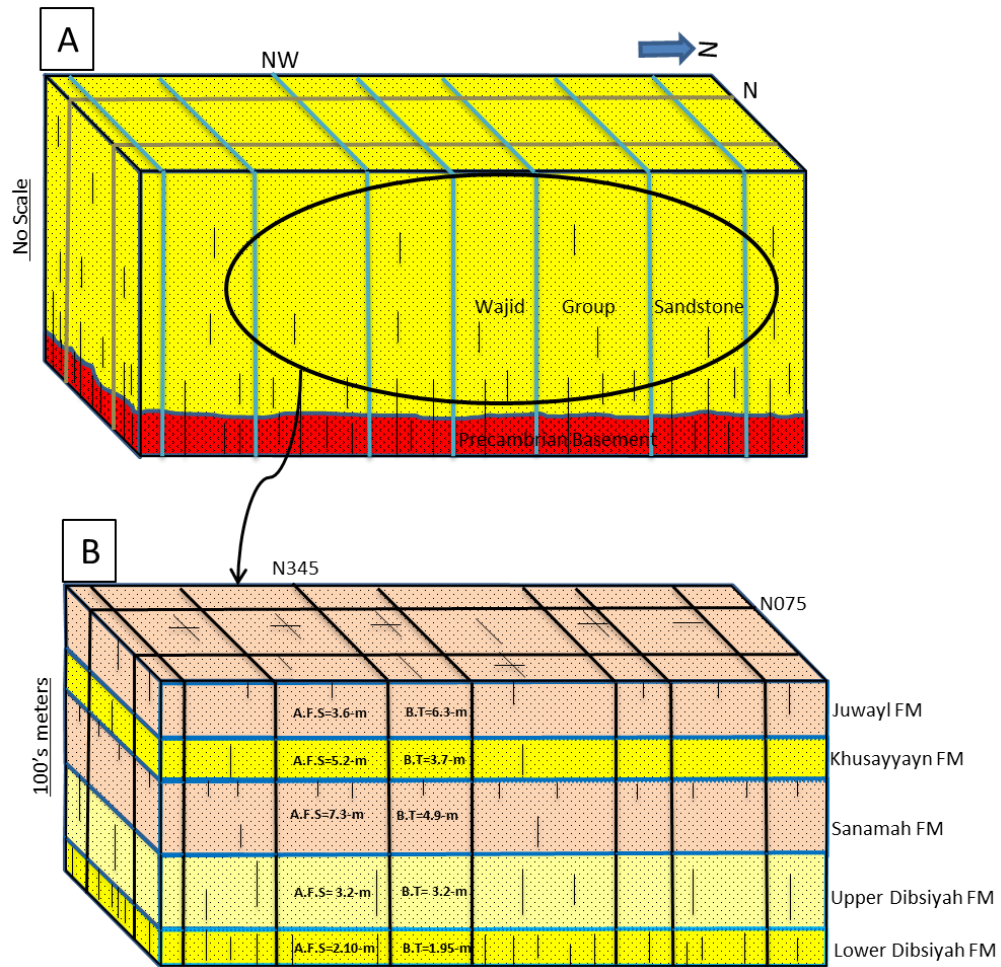 A
NW
N
N
No Scale
Wajid Group Sandstone
Precambrian Basement
B
N345
N075
100's meters
A.F.S=3.6-m B.T=6.3-m Juwayl FM
A.F.S=5.2-m B.T=3.7-m Khusayyayn FM
A.F.S=7.3-m B.T=4.9-m Sanamah FM
A.F.S= 3.2-m B.T= 3.2-m Upper Dibsiyah FM
A.F.S=2.10-m B.T=1.95-m Lower Dibsiyah FM